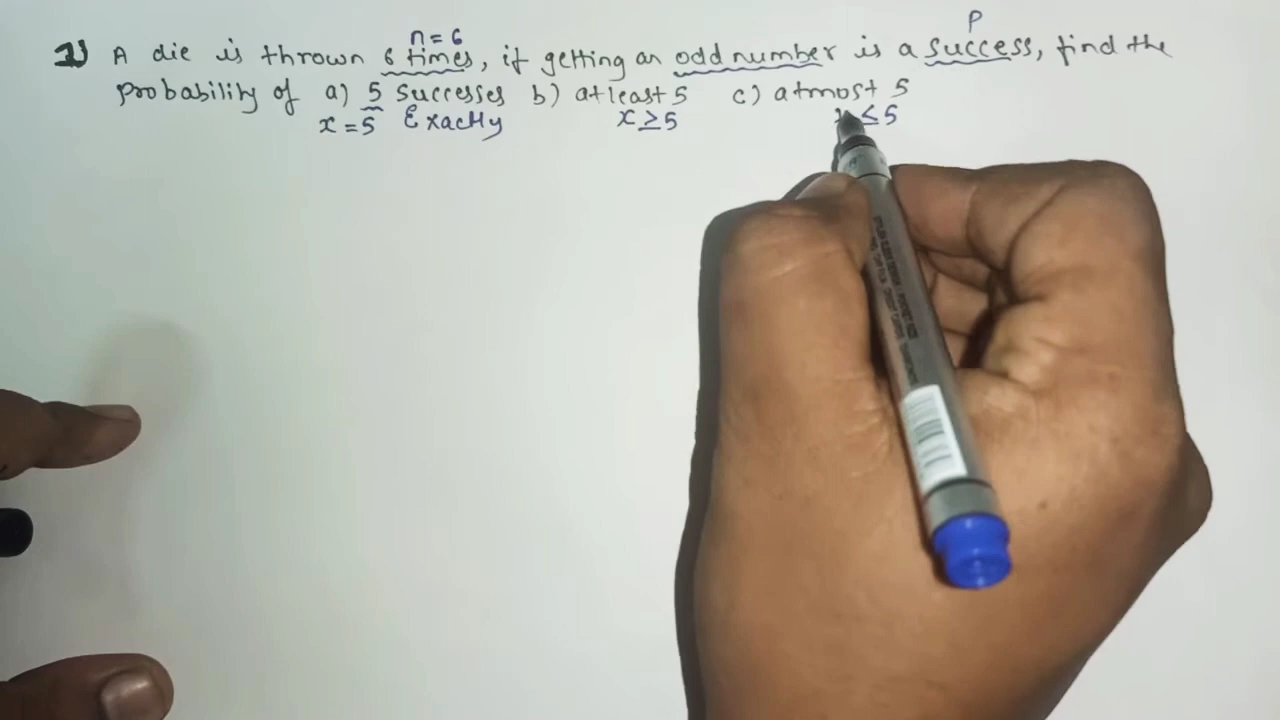 n = 6 P
1) A die is thrown 6 times, if getting an odd number is a success, find the
probability of a) 5 successes b) atleast 5 c) atmost 5
x = 5 Exactly x ≥ 5 ≤ 5